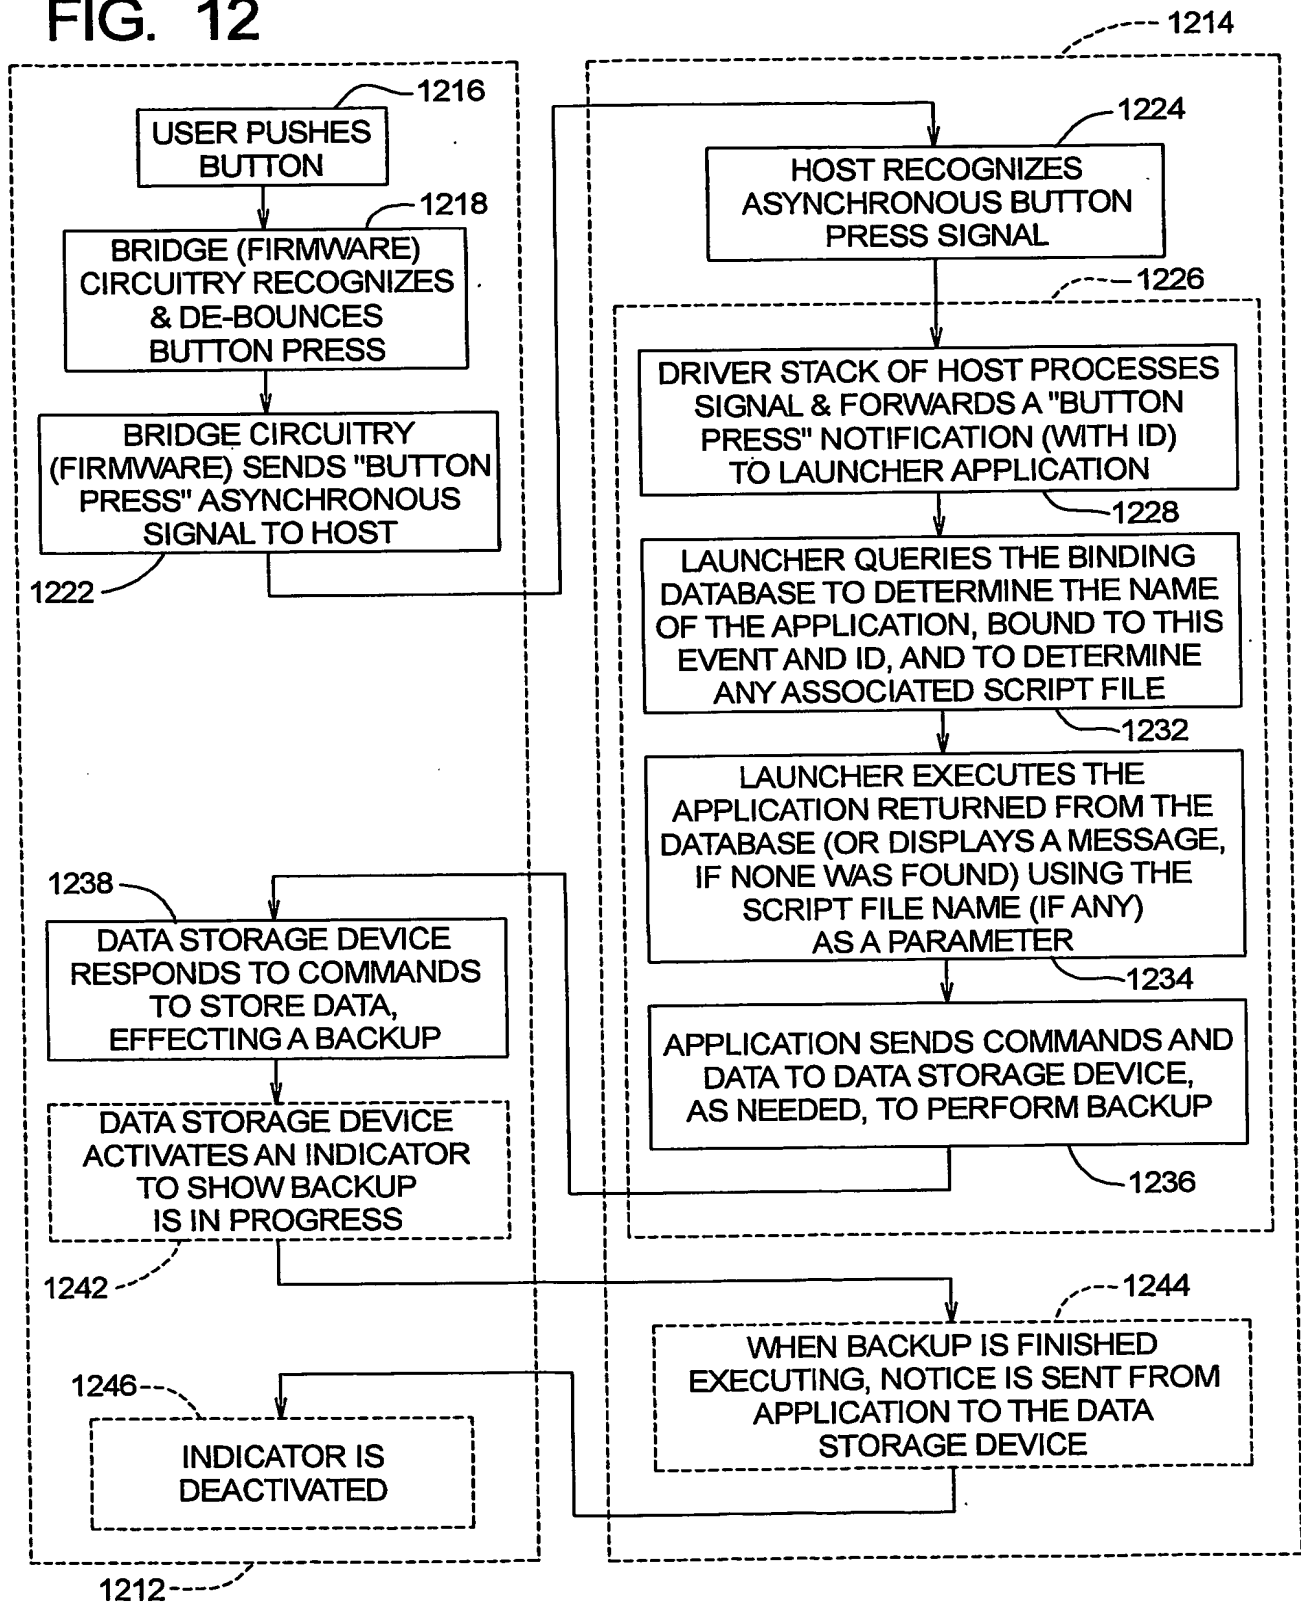 FIG. 12
1214
1216
USER PUSHES
BUTTON
1218
BRIDGE (FIRMWARE)
CIRCUITRY RECOGNIZES
& DE-BOUNCES
BUTTON PRESS
BRIDGE CIRCUITRY
(FIRMWARE) SENDS "BUTTON
PRESS" ASYNCHRONOUS
SIGNAL TO HOST
1222
1224
HOST RECOGNIZES
ASYNCHRONOUS BUTTON
PRESS SIGNAL
1226
DRIVER STACK OF HOST PROCESSES
SIGNAL & FORWARDS A "BUTTON
PRESS" NOTIFICATION (WITH ID)
TO LAUNCHER APPLICATION
1228
LAUNCHER QUERIES THE BINDING
DATABASE TO DETERMINE THE NAME
OF THE APPLICATION, BOUND TO THIS
EVENT AND ID, AND TO DETERMINE
ANY ASSOCIATED SCRIPT FILE
1232
LAUNCHER EXECUTES THE
APPLICATION RETURNED FROM THE
DATABASE (OR DISPLAYS A MESSAGE,
IF NONE WAS FOUND) USING THE
SCRIPT FILE NAME (IF ANY)
AS A PARAMETER
1234
APPLICATION SENDS COMMANDS AND
DATA TO DATA STORAGE DEVICE,
AS NEEDED, TO PERFORM BACKUP
1236
1238
DATA STORAGE DEVICE
RESPONDS TO COMMANDS
TO STORE DATA,
EFFECTING A BACKUP
DATA STORAGE DEVICE
ACTIVATES AN INDICATOR
TO SHOW BACKUP
IS IN PROGRESS
1242
1244
WHEN BACKUP IS FINISHED
EXECUTING, NOTICE IS SENT FROM
APPLICATION TO THE DATA
STORAGE DEVICE
1246
INDICATOR IS
DEACTIVATED
1212